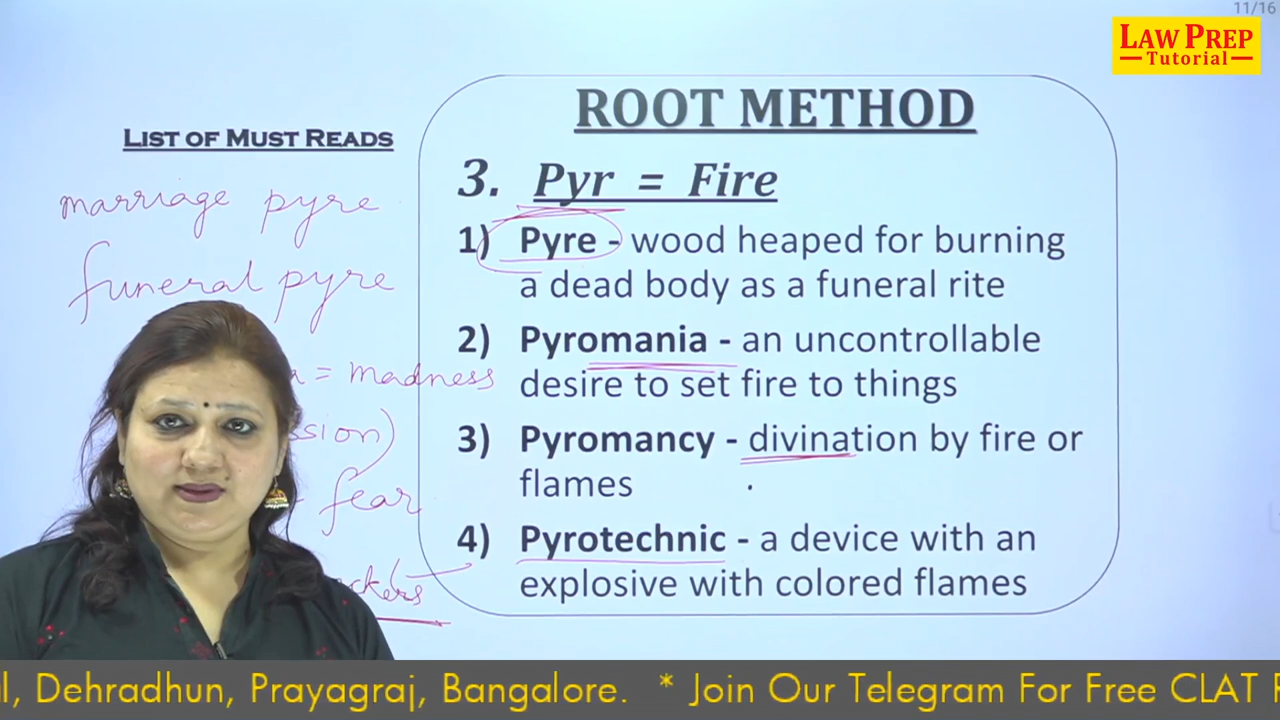 11/16
LAW PREP
Tutorial
LIST OF MUST READS
marriage pyre
funeral pyre
= madness
fear
ROOT METHOD
3. Pyr = Fire
1) Pyre - wood heaped for burning
a dead body as a funeral rite
2) Pyromania - an uncontrollable
desire to set fire to things
3) Pyromancy - divination by fire or
flames
4) Pyrotechnic - a device with an
explosive with colored flames
l, Dehradhun, Prayagraj, Bangalore. * Join Our Telegram For Free CLAT